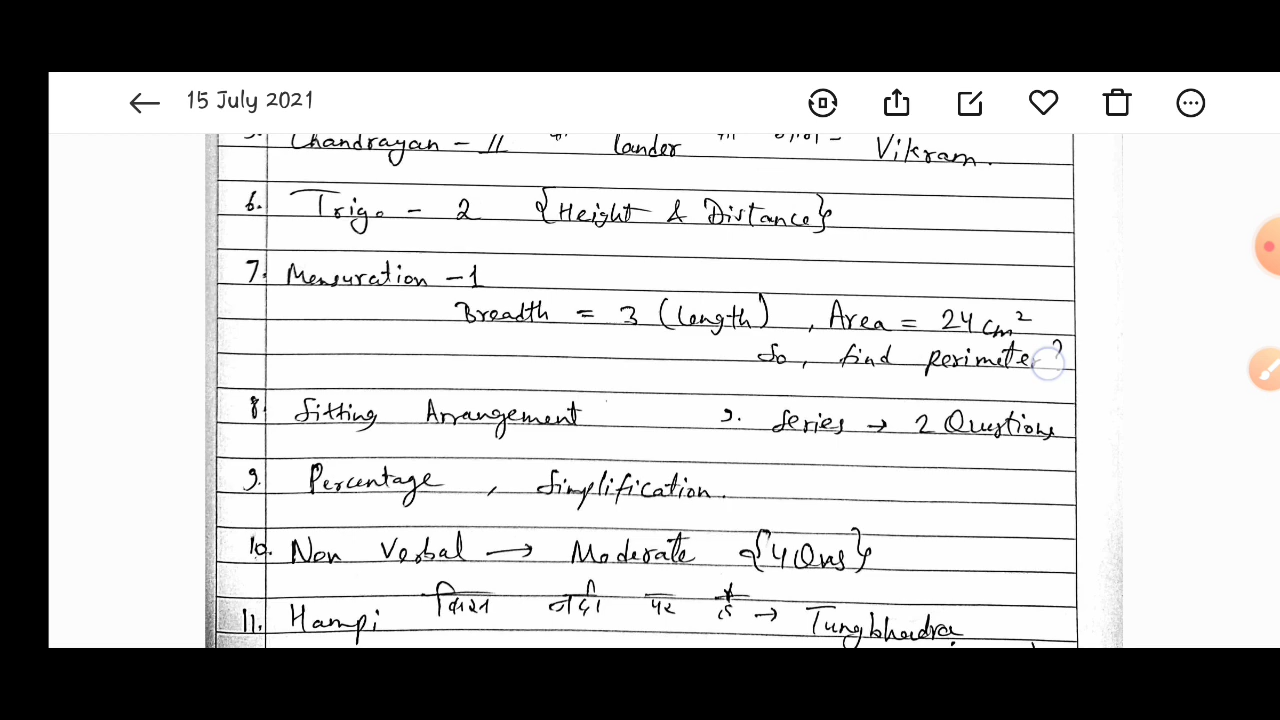 15 July 2021
Chandrayan - II lander Vikram.
6. Trigo - 2 {Height & Distance}
7. Mensuration - 1
Breadth = 3 (length), Area = 24 cm²
So, find perimeter?
8. Sitting Arrangement 9. Series → 2 Questions
9. Percentage, Simplification.
10. Non Verbal → Moderate {4 Qns}
11. Hampi किस नदी पर है → Tungbhadra